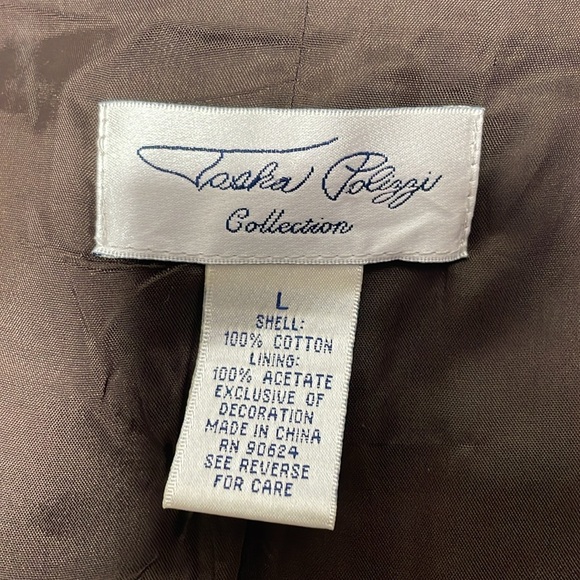 Taska Polizzi
Collection
L
SHELL:
100% COTTON
LINING:
100% ACETATE
EXCLUSIVE OF
DECORATION
MADE IN CHINA
RN 90624
SEE REVERSE
FOR CARE